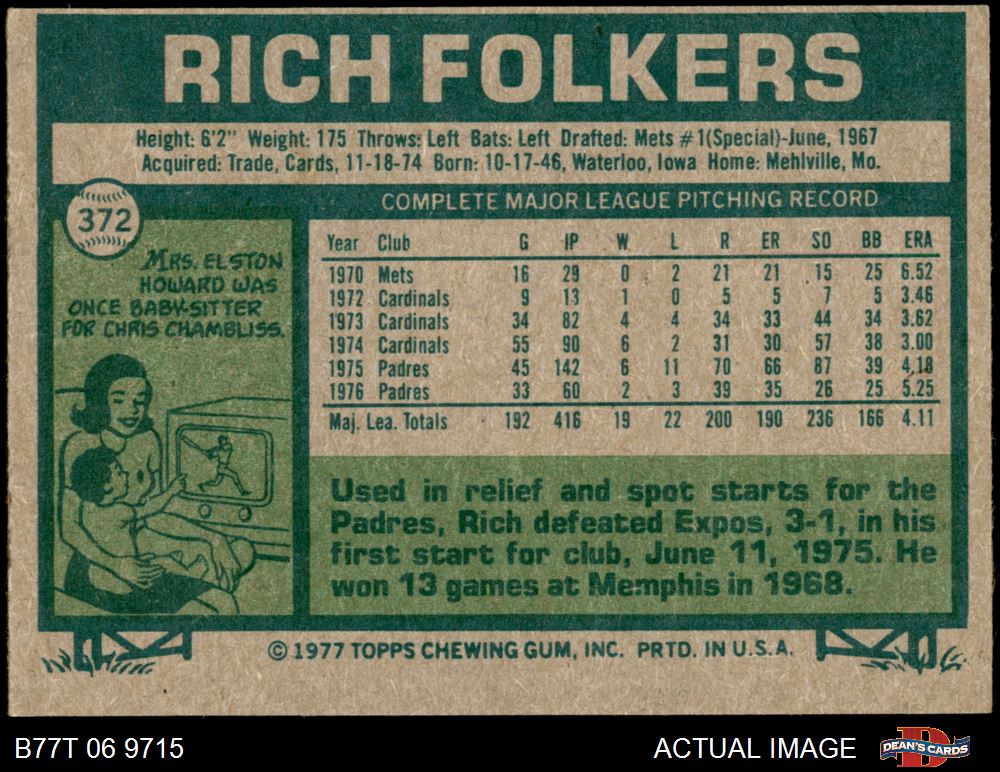 RICH FOLKERS
Height: 6'2" Weight: 175 Throws: Left Bats: Left Drafted: Mets #1(Special)-June, 1967
Acquired: Trade, Cards, 11-18-74 Born: 10-17-46, Waterloo, Iowa Home: Mehlville, Mo.
372
MRS. ELSTON
HOWARD WAS
ONCE BABY-SITTER
FOR CHRIS CHAMBLISS.
COMPLETE MAJOR LEAGUE PITCHING RECORD
Year Club G IP W L R ER SO BB ERA
1970 Mets 16 29 0 2 21 21 15 25 6.52
1972 Cardinals 9 13 1 0 5 5 7 5 3.46
1973 Cardinals 34 82 4 4 34 33 44 34 3.62
1974 Cardinals 55 90 6 2 31 30 57 38 3.00
1975 Padres 45 142 6 11 70 66 87 39 4.18
1976 Padres 33 60 2 3 39 35 26 25 5.25
Maj. Lea. Totals 192 416 19 22 200 190 236 166 4.11
Used in relief and spot starts for the
Padres, Rich defeated Expos, 3-1, in his
first start for club, June 11, 1975. He
won 13 games at Memphis in 1968.
© 1977 TOPPS CHEWING GUM, INC. PRTD. IN U.S.A.
B77T 06 9715
ACTUAL IMAGE
D
DEAN'S CARDS